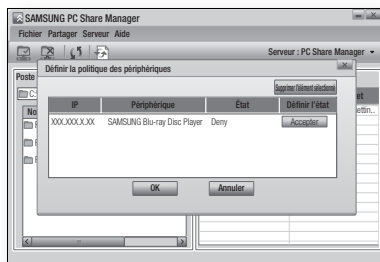 SAMSUNG PC Share Manager
Fichier Partager Serveur Aide
Serveur : PC Share Manager
Poste
Définir la politique des périphériques
Supprimer l'élément sélectionné
C:\
IP Périphérique État Définir l'état
XXX.XXX.X.XX SAMSUNG Blu-ray Disc Player Deny Accepter
OK Annuler